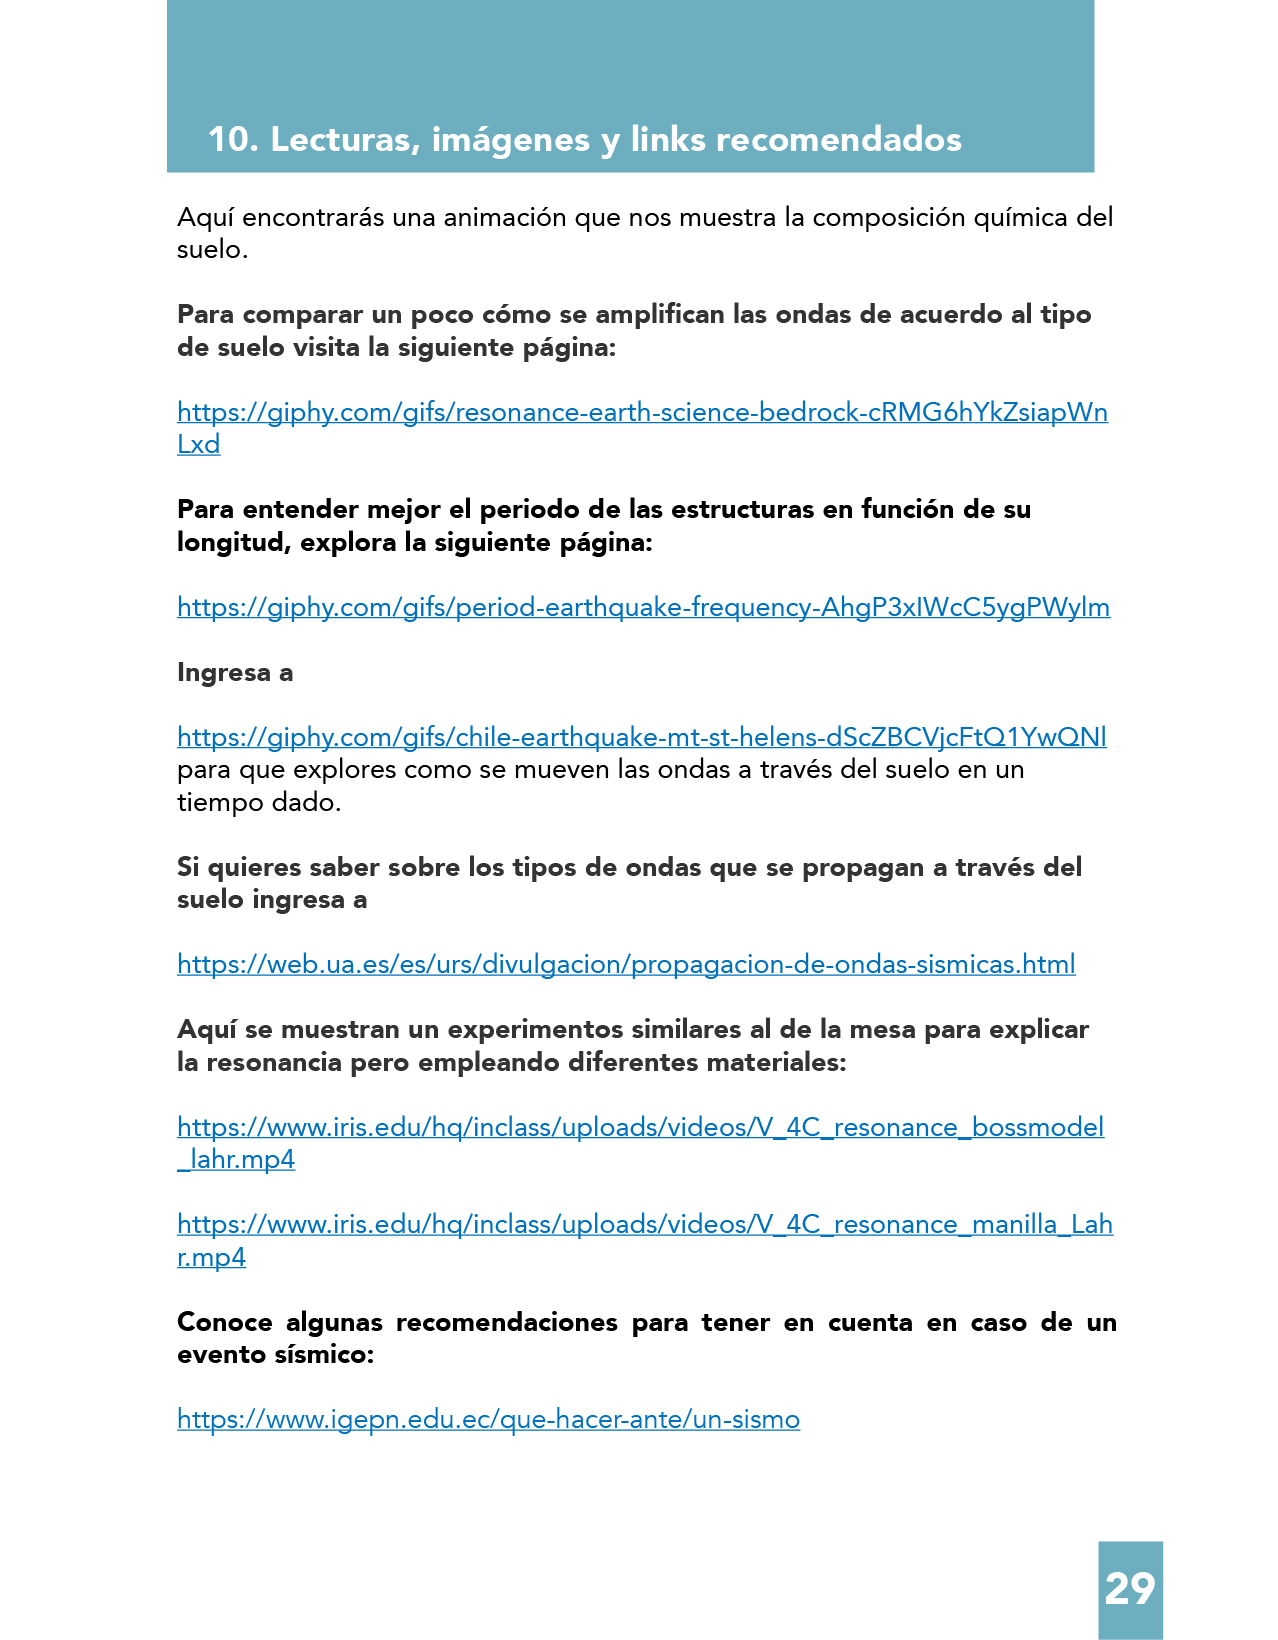 10. Lecturas, imágenes y links recomendados
Aquí encontrarás una animación que nos muestra la composición química del
suelo.
Para comparar un poco cómo se amplifican las ondas de acuerdo al tipo
de suelo visita la siguiente página:
https://giphy.com/gifs/resonance-earth-science-bedrock-cRMG6hYkZsiapWn
Lxd
Para entender mejor el periodo de las estructuras en función de su
longitud, explora la siguiente página:
https://giphy.com/gifs/period-earthquake-frequency-AhgP3xIWcC5ygPWylm
Ingresa a
https://giphy.com/gifs/chile-earthquake-mt-st-helens-dScZBCVjcFtQ1YwQNl
para que explores como se mueven las ondas a través del suelo en un
tiempo dado.
Si quieres saber sobre los tipos de ondas que se propagan a través del
suelo ingresa a
https://web.ua.es/es/urs/divulgacion/propagacion-de-ondas-sismicas.html
Aquí se muestran un experimentos similares al de la mesa para explicar
la resonancia pero empleando diferentes materiales:
https://www.iris.edu/hq/inclass/uploads/videos/V_4C_resonance_bossmodel
_lahr.mp4
https://www.iris.edu/hq/inclass/uploads/videos/V_4C_resonance_manilla_Lah
r.mp4
Conoce algunas recomendaciones para tener en cuenta en caso de un
evento sísmico:
https://www.igepn.edu.ec/que-hacer-ante/un-sismo
29